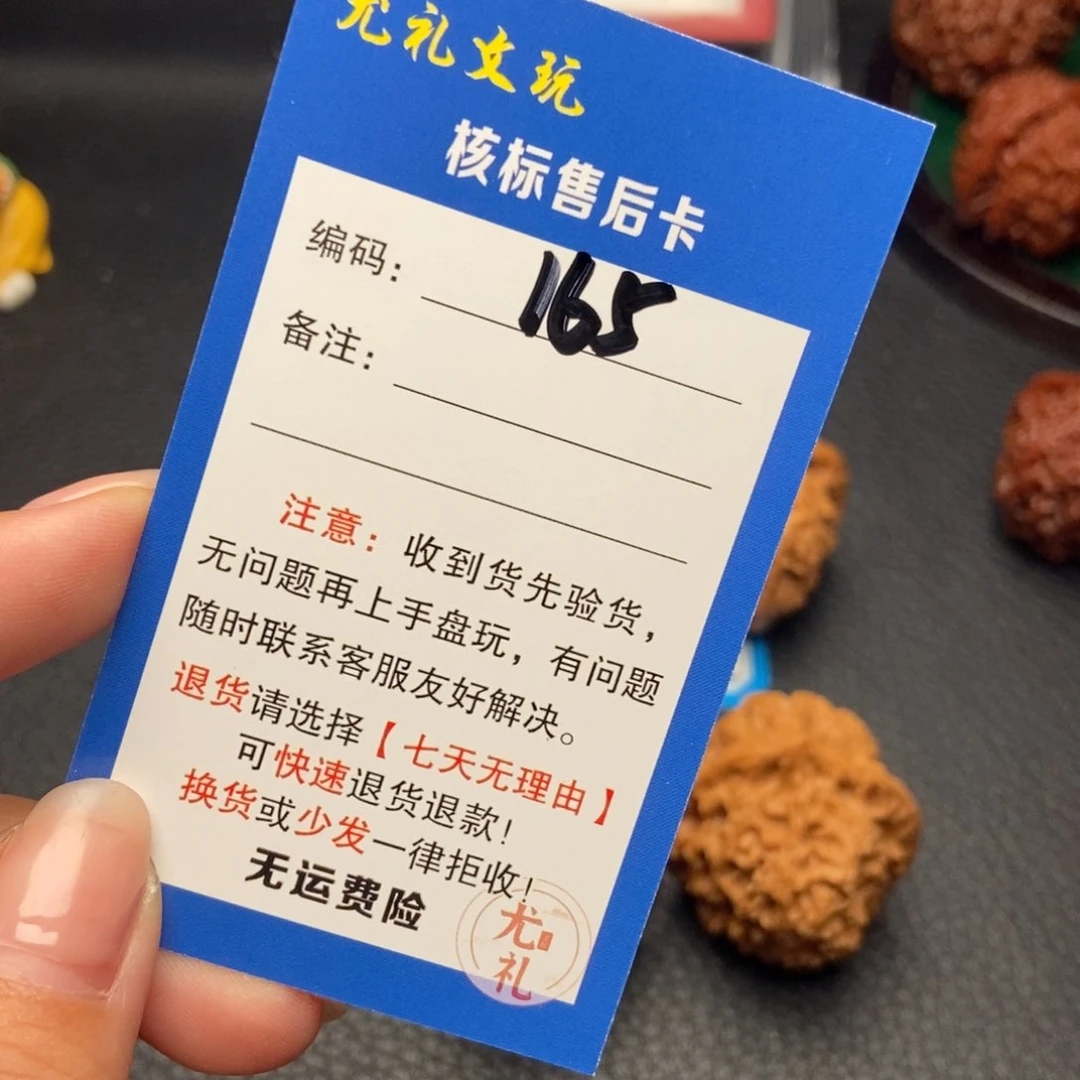 尤礼文玩
核标售后卡
编码：165
备注：
注意：收到货先验货，
无问题再上手盘玩，有问题
随时联系客服友好解决。
退货请选择【七天无理由】
可快速退货退款！
换货或少发一律拒收！
无运费险
尤
礼